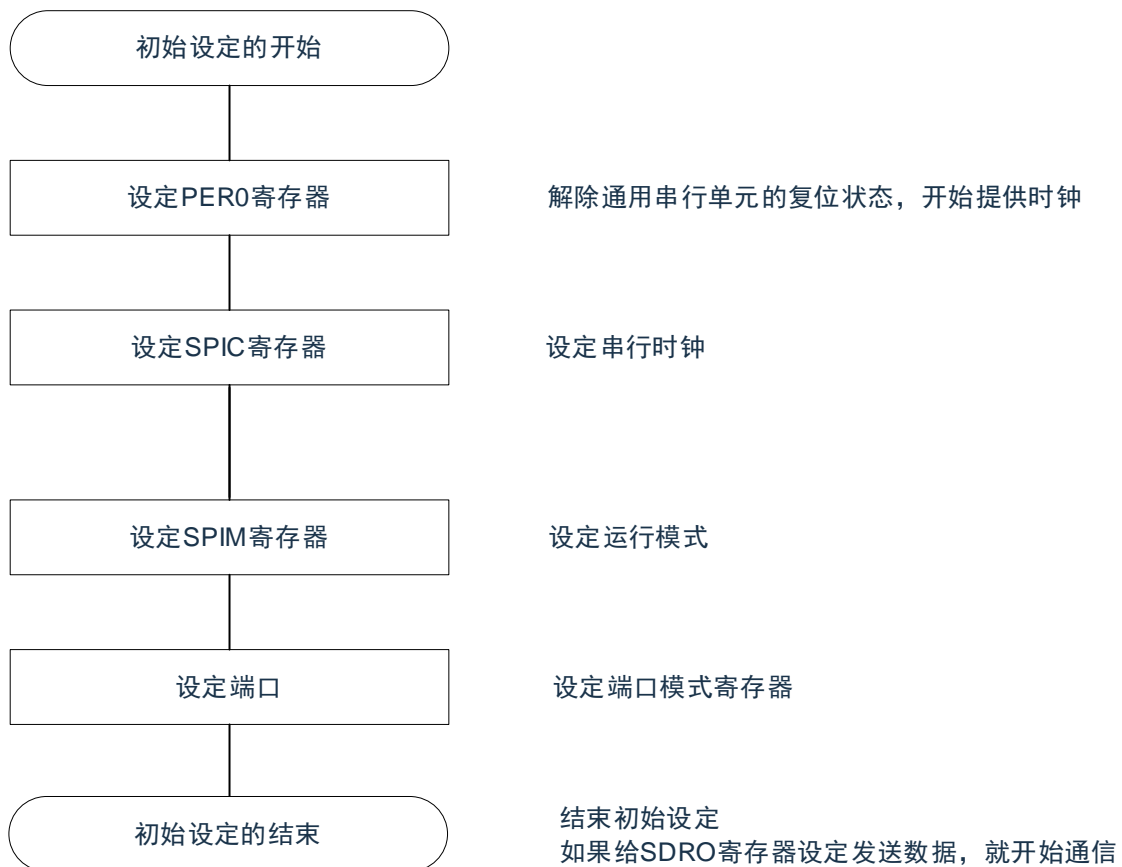 初始设定的开始
设定PER0寄存器
解除通用串行单元的复位状态，开始提供时钟
设定SPIC寄存器
设定串行时钟
设定SPIM寄存器
设定运行模式
设定端口
设定端口模式寄存器
初始设定的结束
结束初始设定
如果给SDRO寄存器设定发送数据，就开始通信